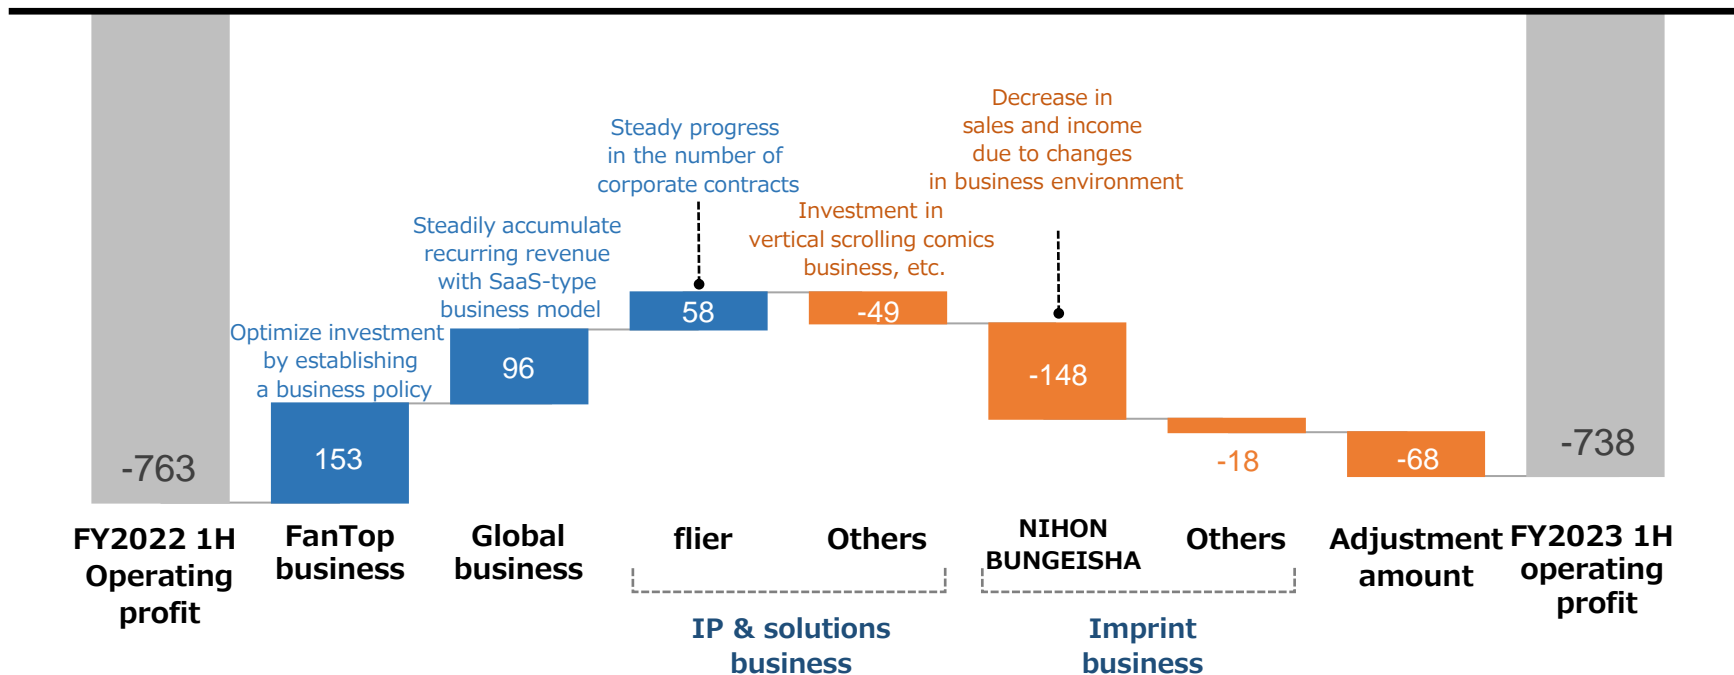 Decrease in
sales and income
due to changes
in business environment
Steady progress
in the number of
corporate contracts
Investment in
vertical scrolling comics
business, etc.
Steadily accumulate
recurring revenue
with SaaS-type
business model
Optimize investment
by establishing
a business policy
-763
153
96
58
-49
-148
-18
-68
-738
FY2022 1H
Operating
profit
FanTop
business
Global
business
flier
Others
NIHON
BUNGEISHA
Others
Adjustment
amount
FY2023 1H
operating
profit
IP & solutions
business
Imprint
business